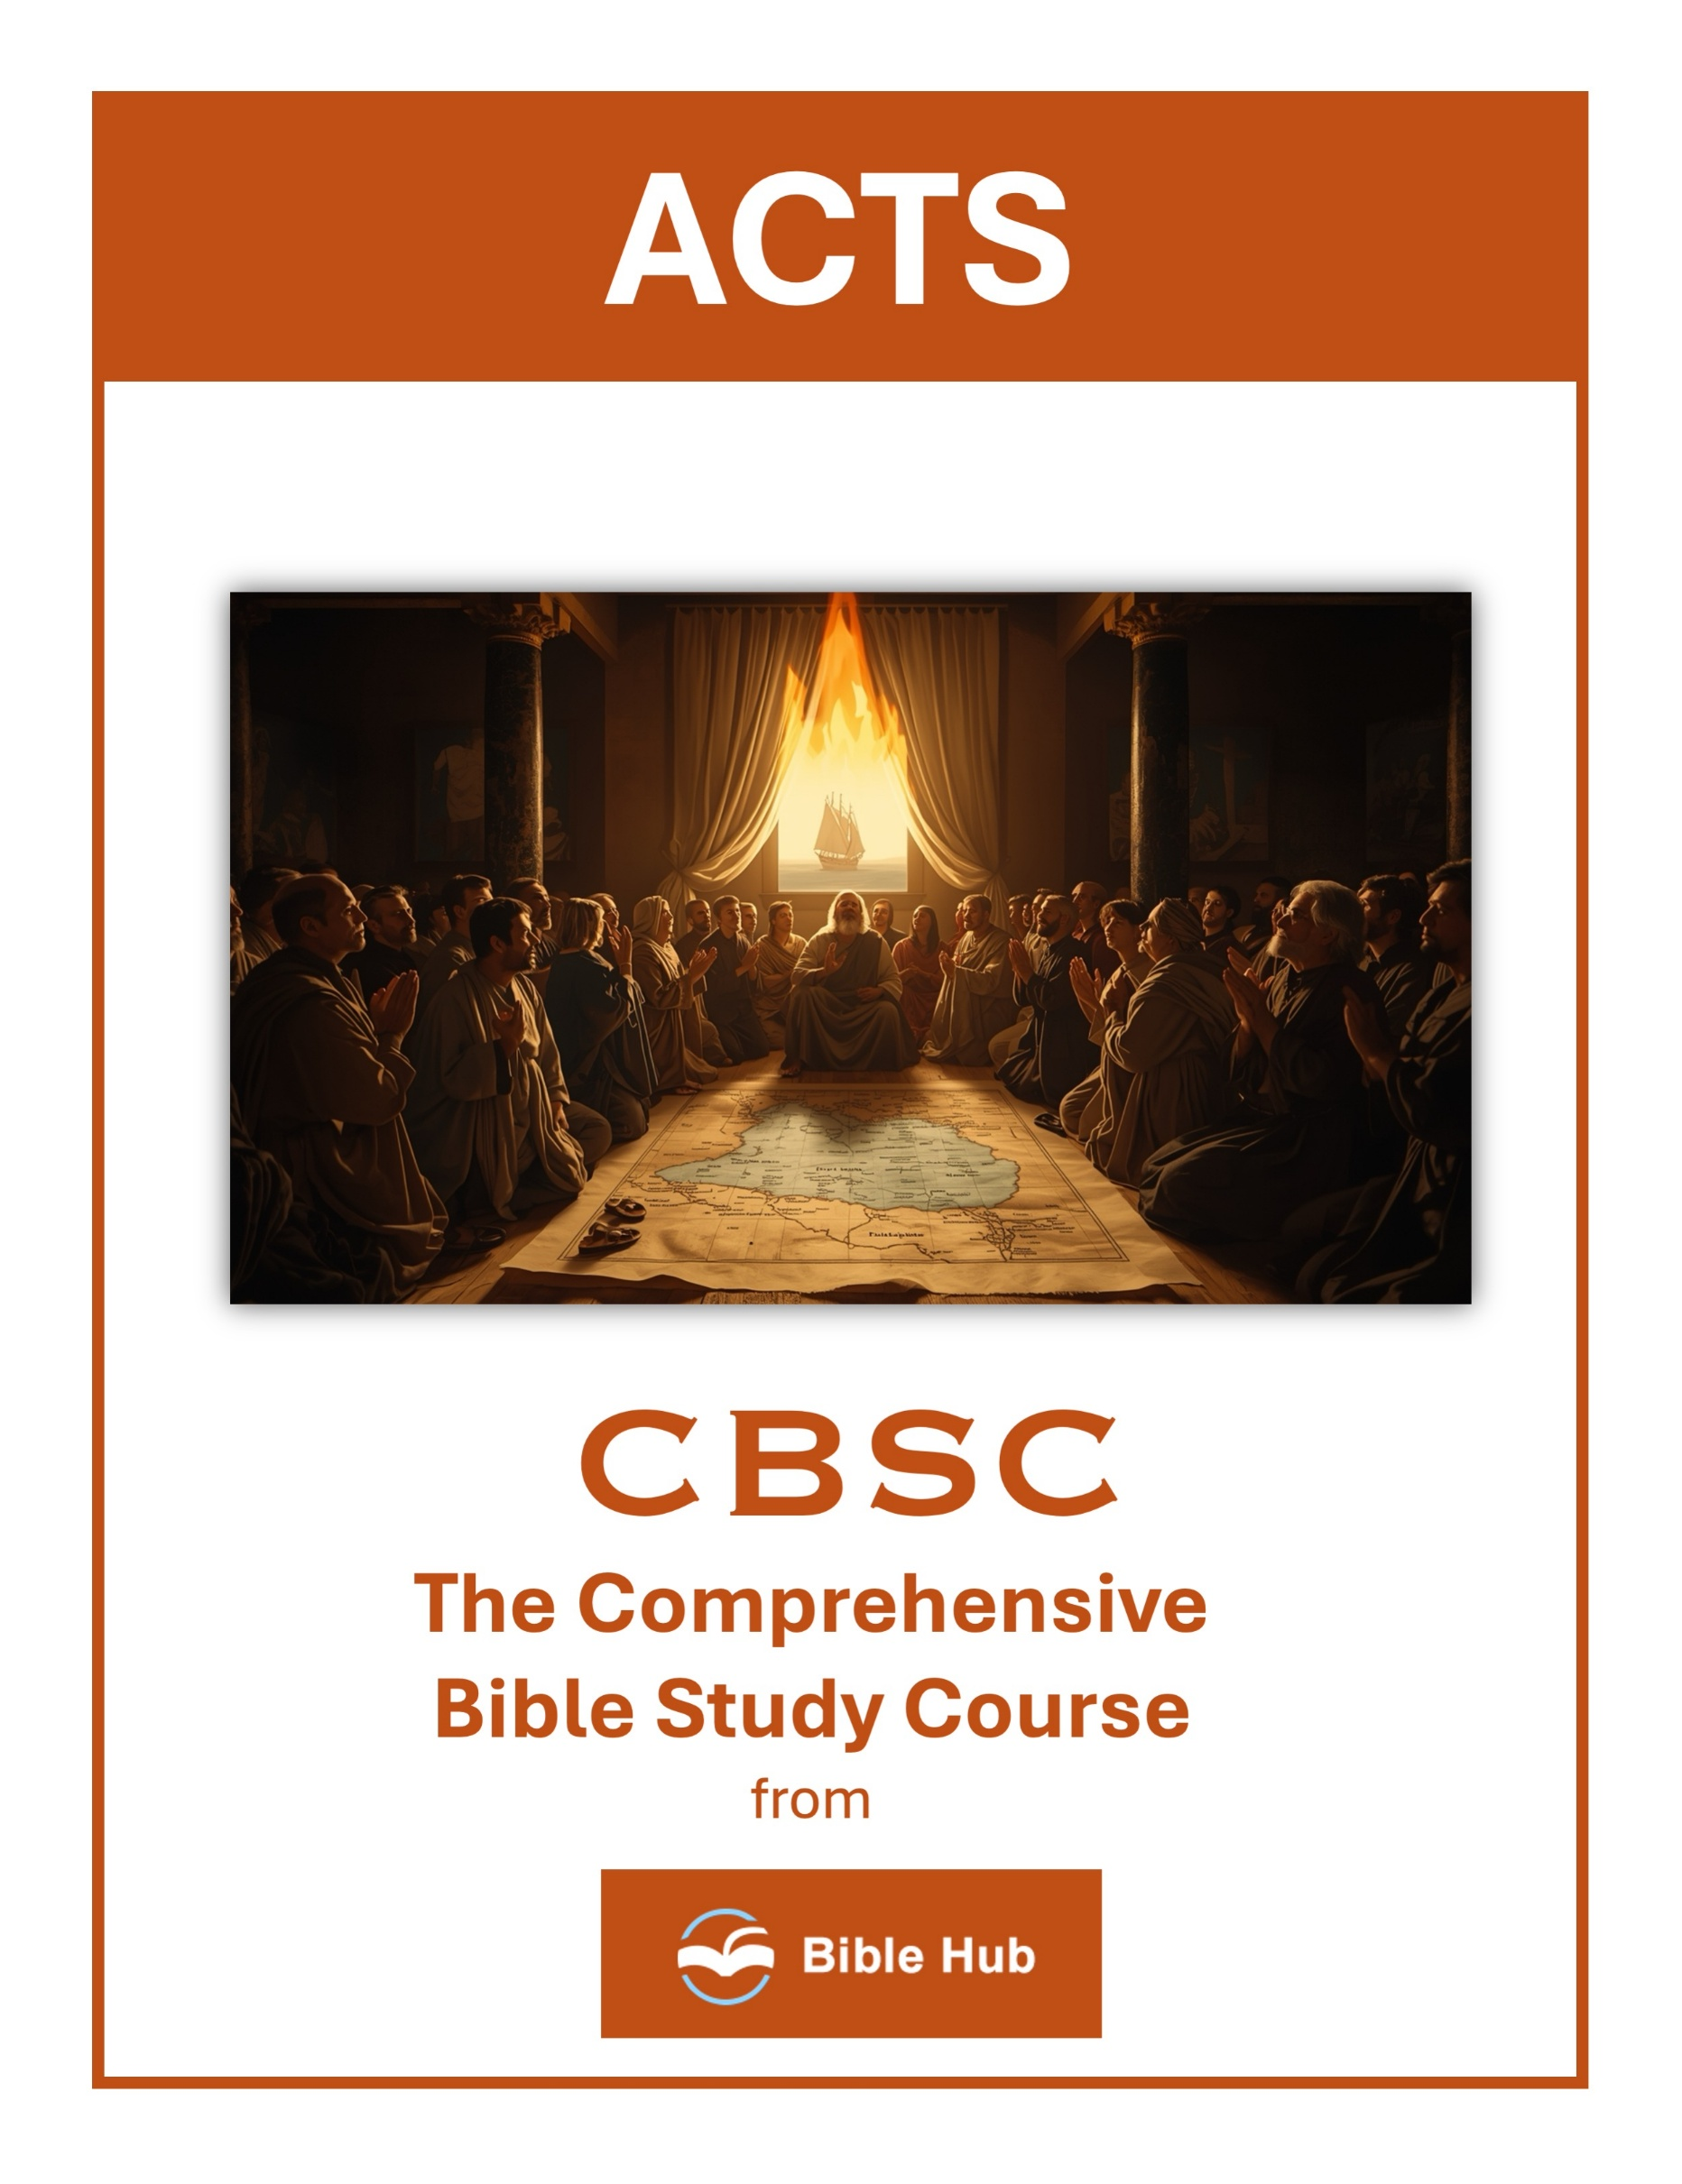 ACTS
CBSC
The Comprehensive
Bible Study Course
from
Bible Hub